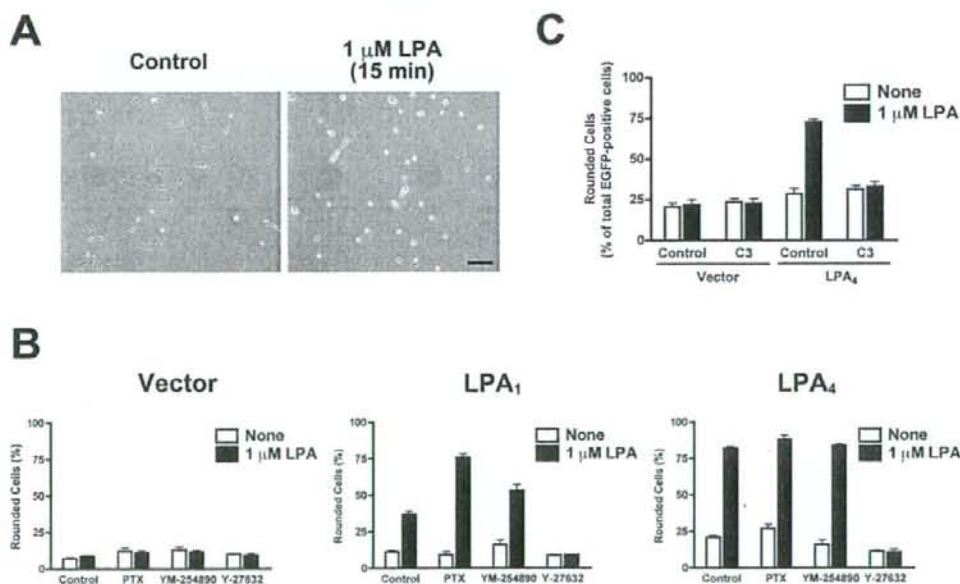 A
Control
1 μM LPA
(15 min)
C
Rounded Cells
(% of total EGFP-positive cells)
100
75
50
25
0
None
1 μM LPA
Control
C3
Control
C3
Vector
LPA₄
B
Vector
Rounded Cells (%)
100
75
50
25
0
None
1 μM LPA
Control
PTX
YM-254890
Y-27632
LPA₁
Rounded Cells (%)
100
75
50
25
0
None
1 μM LPA
Control
PTX
YM-254890
Y-27632
LPA₄
Rounded Cells (%)
100
75
50
25
0
None
1 μM LPA
Control
PTX
YM-254890
Y-27632